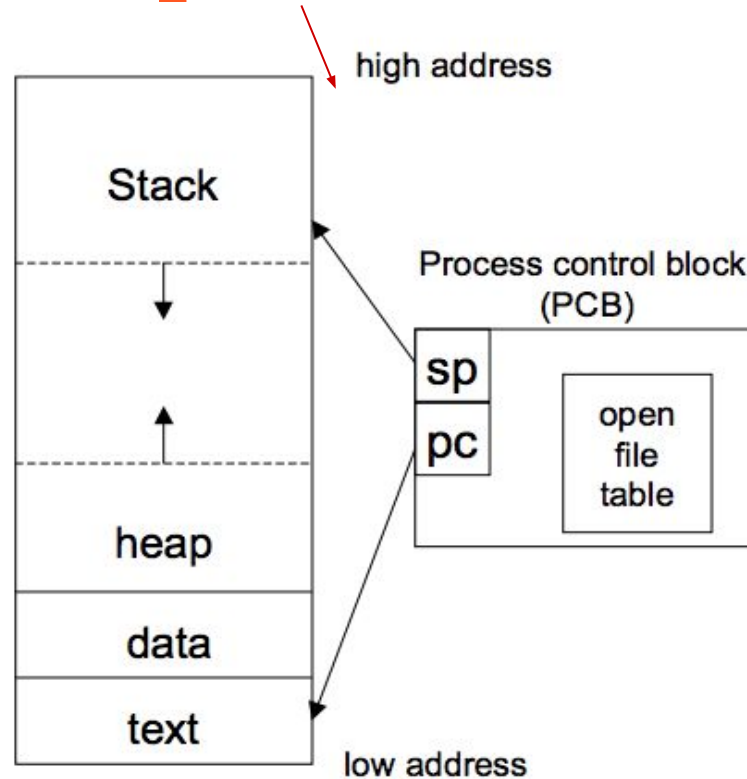 high address
Stack
Process control block
(PCB)
sp
pc
open
file
table
heap
data
text
low address